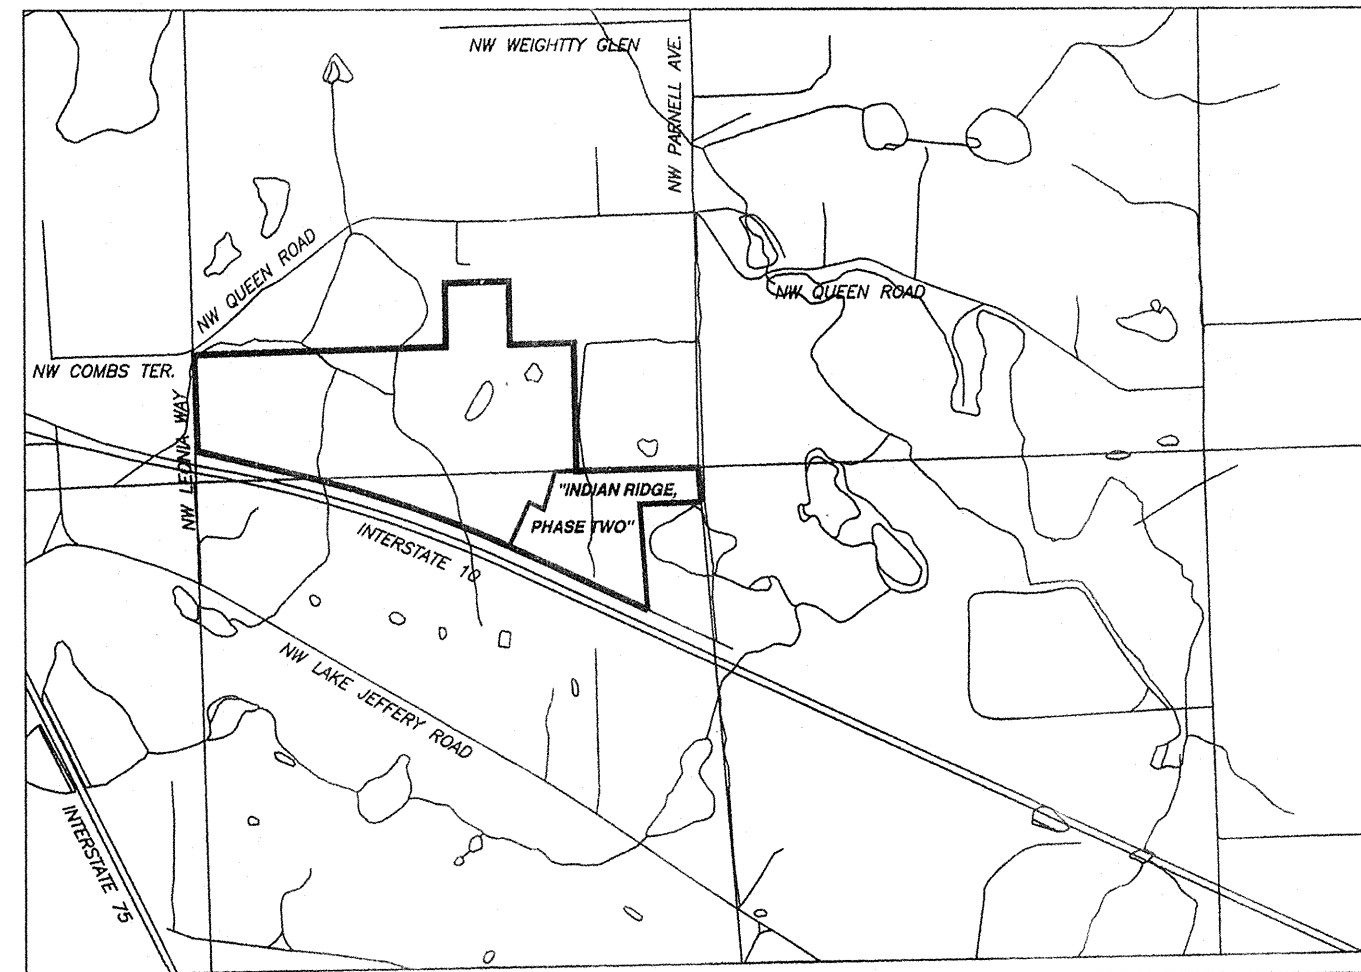 NW WEIGHTTY GLEN
NW PARNELL AVE.
NW QUEEN ROAD
NW QUEEN ROAD
NW COMBS TER.
NW LEONIA WAY
"INDIAN RIDGE,
PHASE TWO"
INTERSTATE 10
NW LAKE JEFFERY ROAD
INTERSTATE 75